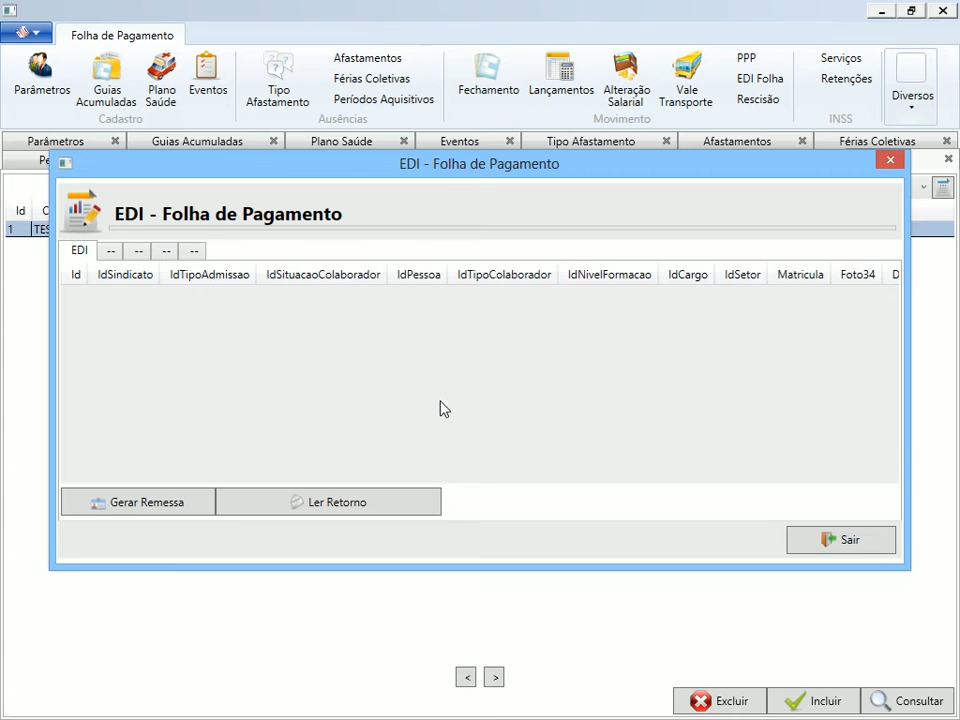 Folha de Pagamento
Parâmetros
Guias Acumuladas
Plano Saúde
Eventos
Cadastro
Tipo Afastamento
Afastamentos
Férias Coletivas
Períodos Aquisitivos
Ausências
Fechamento
Lançamentos
Alteração Salarial
Vale Transporte
PPP
EDI Folha
Rescisão
Movimento
Serviços
Retenções
INSS
Diversos
Parâmetros
Guias Acumuladas
Plano Saúde
Eventos
Tipo Afastamento
Afastamentos
Férias Coletivas
EDI - Folha de Pagamento
Id
1
EDI - Folha de Pagamento
EDI -- -- -- --
Id IdSindicato IdTipoAdmissao IdSituacaoColaborador IdPessoa IdTipoColaborador IdNivelFormacao IdCargo IdSetor Matricula Foto34
Gerar Remessa
Ler Retorno
Sair
< >
Excluir
Incluir
Consultar